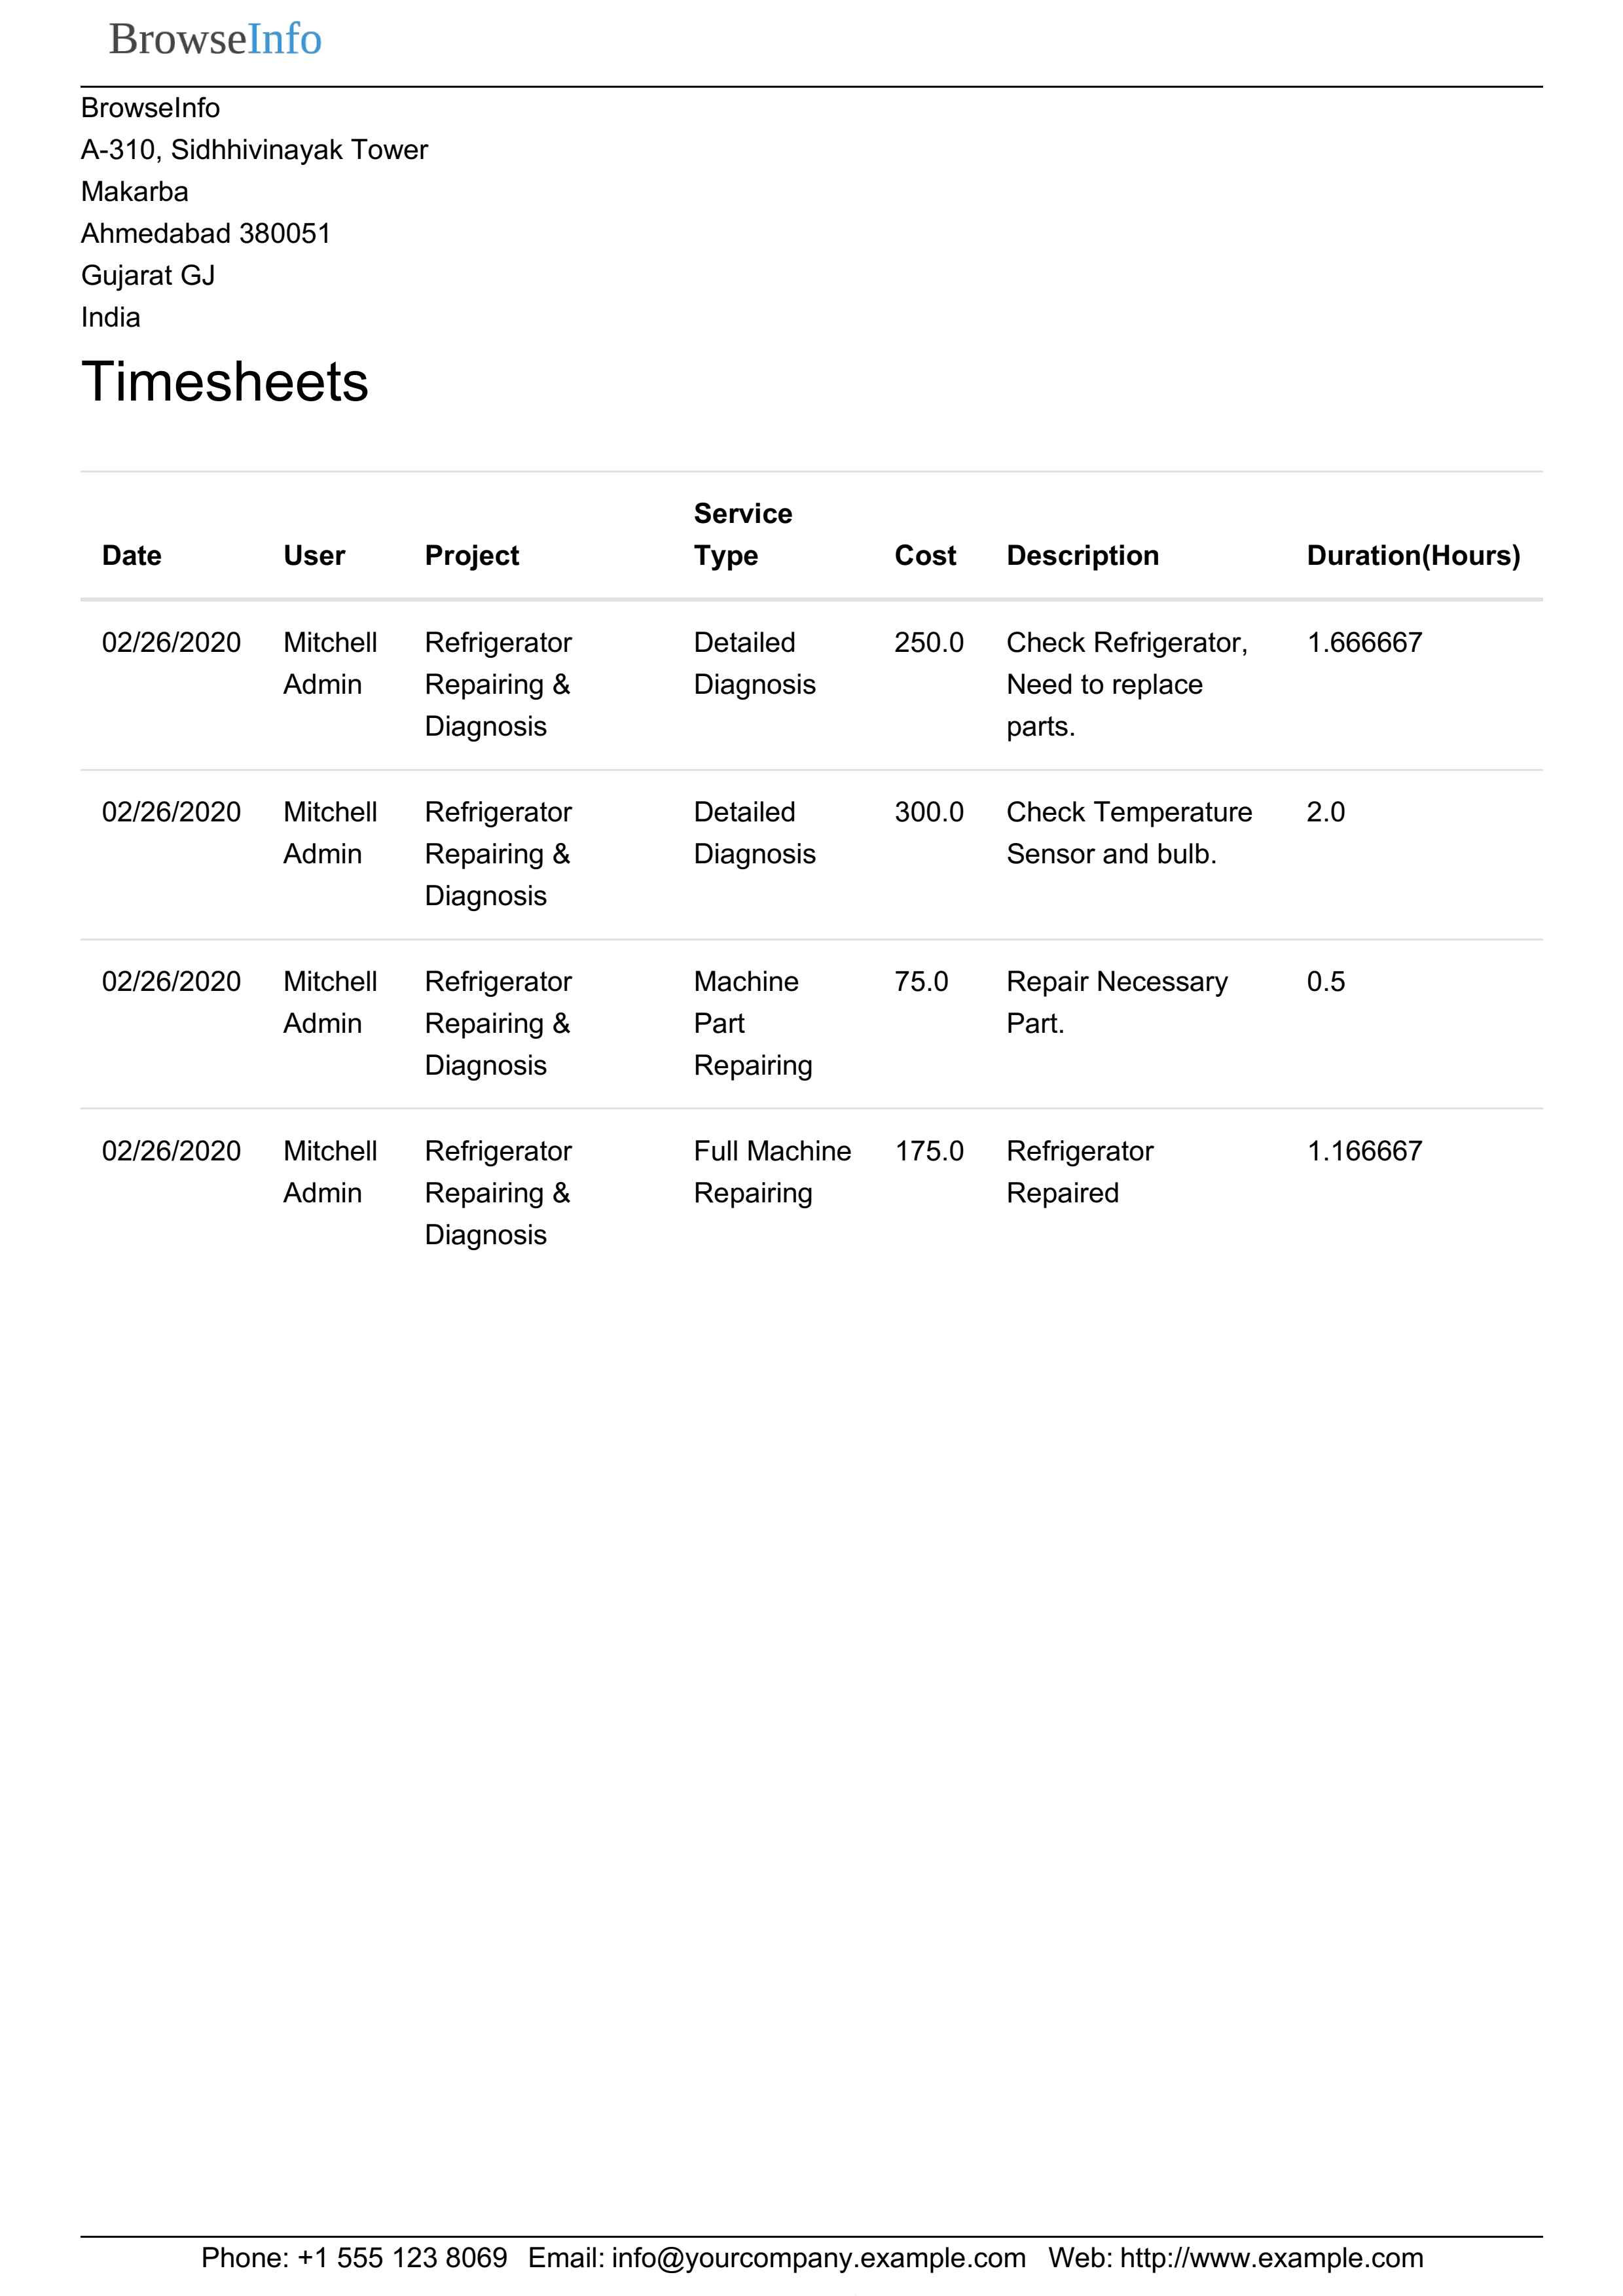 BrowseInfo
BrowseInfo
A-310, Sidhhivinayak Tower
Makarba
Ahmedabad 380051
Gujarat GJ
India
Timesheets
Service
Date User Project Type Cost Description Duration(Hours)
02/26/2020 Mitchell Refrigerator Detailed 250.0 Check Refrigerator, 1.666667
Admin Repairing & Diagnosis Need to replace
Diagnosis parts.
02/26/2020 Mitchell Refrigerator Detailed 300.0 Check Temperature 2.0
Admin Repairing & Diagnosis Sensor and bulb.
Diagnosis
02/26/2020 Mitchell Refrigerator Machine 75.0 Repair Necessary 0.5
Admin Repairing & Part Part.
Diagnosis Repairing
02/26/2020 Mitchell Refrigerator Full Machine 175.0 Refrigerator 1.166667
Admin Repairing & Repairing Repaired
Diagnosis
Phone: +1 555 123 8069 Email: info@yourcompany.example.com Web: http://www.example.com